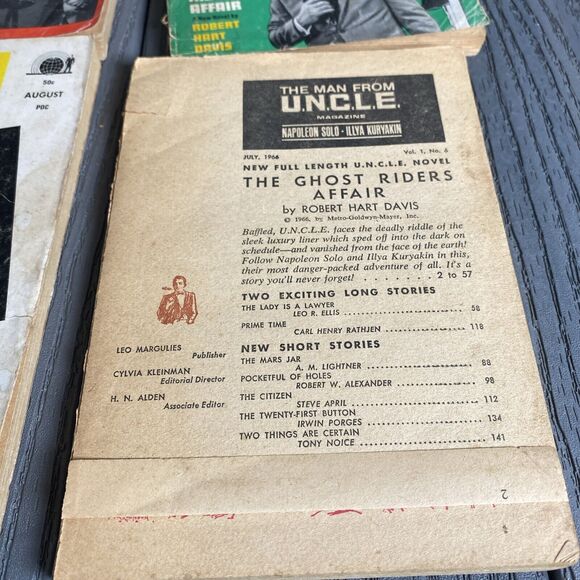 AFFAIR
A New Novel by
ROBERT
HART
DAVIS
50c
AUGUST
PDC
THE MAN FROM
U.N.C.L.E.
MAGAZINE
NAPOLEON SOLO · ILLYA KURYAKIN
JULY, 1966 Vol. 1, No. 6
NEW FULL LENGTH U.N.C.L.E. NOVEL
THE GHOST RIDERS
AFFAIR
by ROBERT HART DAVIS
© 1966, by Metro-Goldwyn-Mayer, Inc.
Baffled, U.N.C.L.E. faces the deadly riddle of the
sleek luxury liner which sped off into the dark on
schedule—and vanished from the face of the earth!
Follow Napoleon Solo and Illya Kuryakin in this,
their most danger-packed adventure of all. It's a
story you'll never forget! . . . . . . . . 2 to 57
TWO EXCITING LONG STORIES
THE LADY IS A LAWYER
LEO R. ELLIS ........................ 58
PRIME TIME
CARL HENRY RATHJEN ............ 118
NEW SHORT STORIES
THE MARS JAR
A. M. LIGHTNER .................... 88
POCKETFUL OF HOLES
ROBERT W. ALEXANDER ............ 98
THE CITIZEN
STEVE APRIL ........................ 112
THE TWENTY-FIRST BUTTON
IRWIN PORGES ...................... 134
TWO THINGS ARE CERTAIN
TONY NOICE ........................ 141
LEO MARGULIES
Publisher
CYLVIA KLEINMAN
Editorial Director
H. N. ALDEN
Associate Editor
2